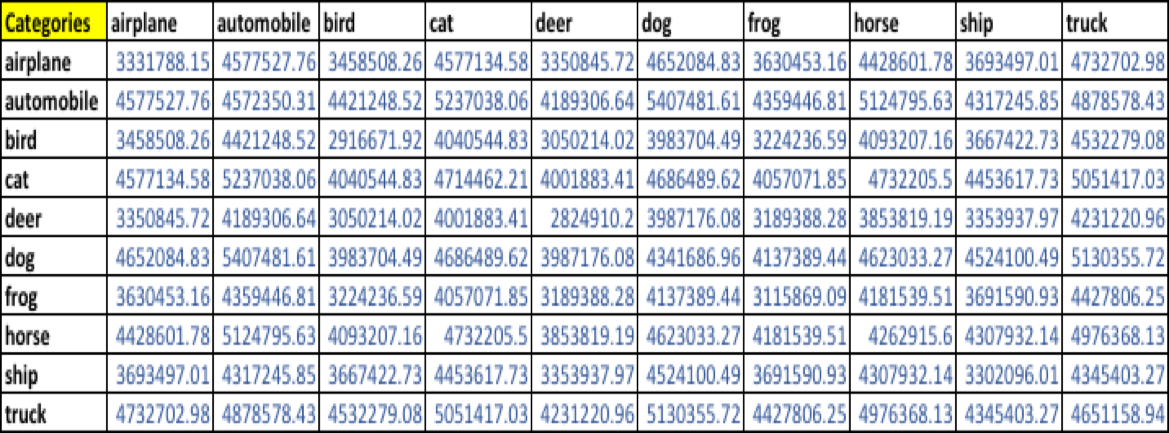 Categories airplane automobile bird cat deer dog frog horse ship truck
airplane 3331788.15 4577527.76 3458508.26 4577134.58 3350845.72 4652084.83 3630453.16 4428601.78 3693497.01 4732702.98
automobile 4577527.76 4572350.31 4421248.52 5237038.06 4189306.64 5407481.61 4359446.81 5124795.63 4317245.85 4878578.43
bird 3458508.26 4421248.52 2916671.92 4040544.83 3050214.02 3983704.49 3224236.59 4093207.16 3667422.73 4532279.08
cat 4577134.58 5237038.06 4040544.83 4714462.21 4001883.41 4686489.62 4057071.85 4732205.5 4453617.73 5051417.03
deer 3350845.72 4189306.64 3050214.02 4001883.41 2824910.2 3987176.08 3189388.28 3853819.19 3353937.97 4231220.96
dog 4652084.83 5407481.61 3983704.49 4686489.62 3987176.08 4341686.96 4137389.44 4623033.27 4524100.49 5130355.72
frog 3630453.16 4359446.81 3224236.59 4057071.85 3189388.28 4137389.44 3115869.09 4181539.51 3691590.93 4427806.25
horse 4428601.78 5124795.63 4093207.16 4732205.5 3853819.19 4623033.27 4181539.51 4262915.6 4307932.14 4976368.13
ship 3693497.01 4317245.85 3667422.73 4453617.73 3353937.97 4524100.49 3691590.93 4307932.14 3302096.01 4345403.27
truck 4732702.98 4878578.43 4532279.08 5051417.03 4231220.96 5130355.72 4427806.25 4976368.13 4345403.27 4651158.94